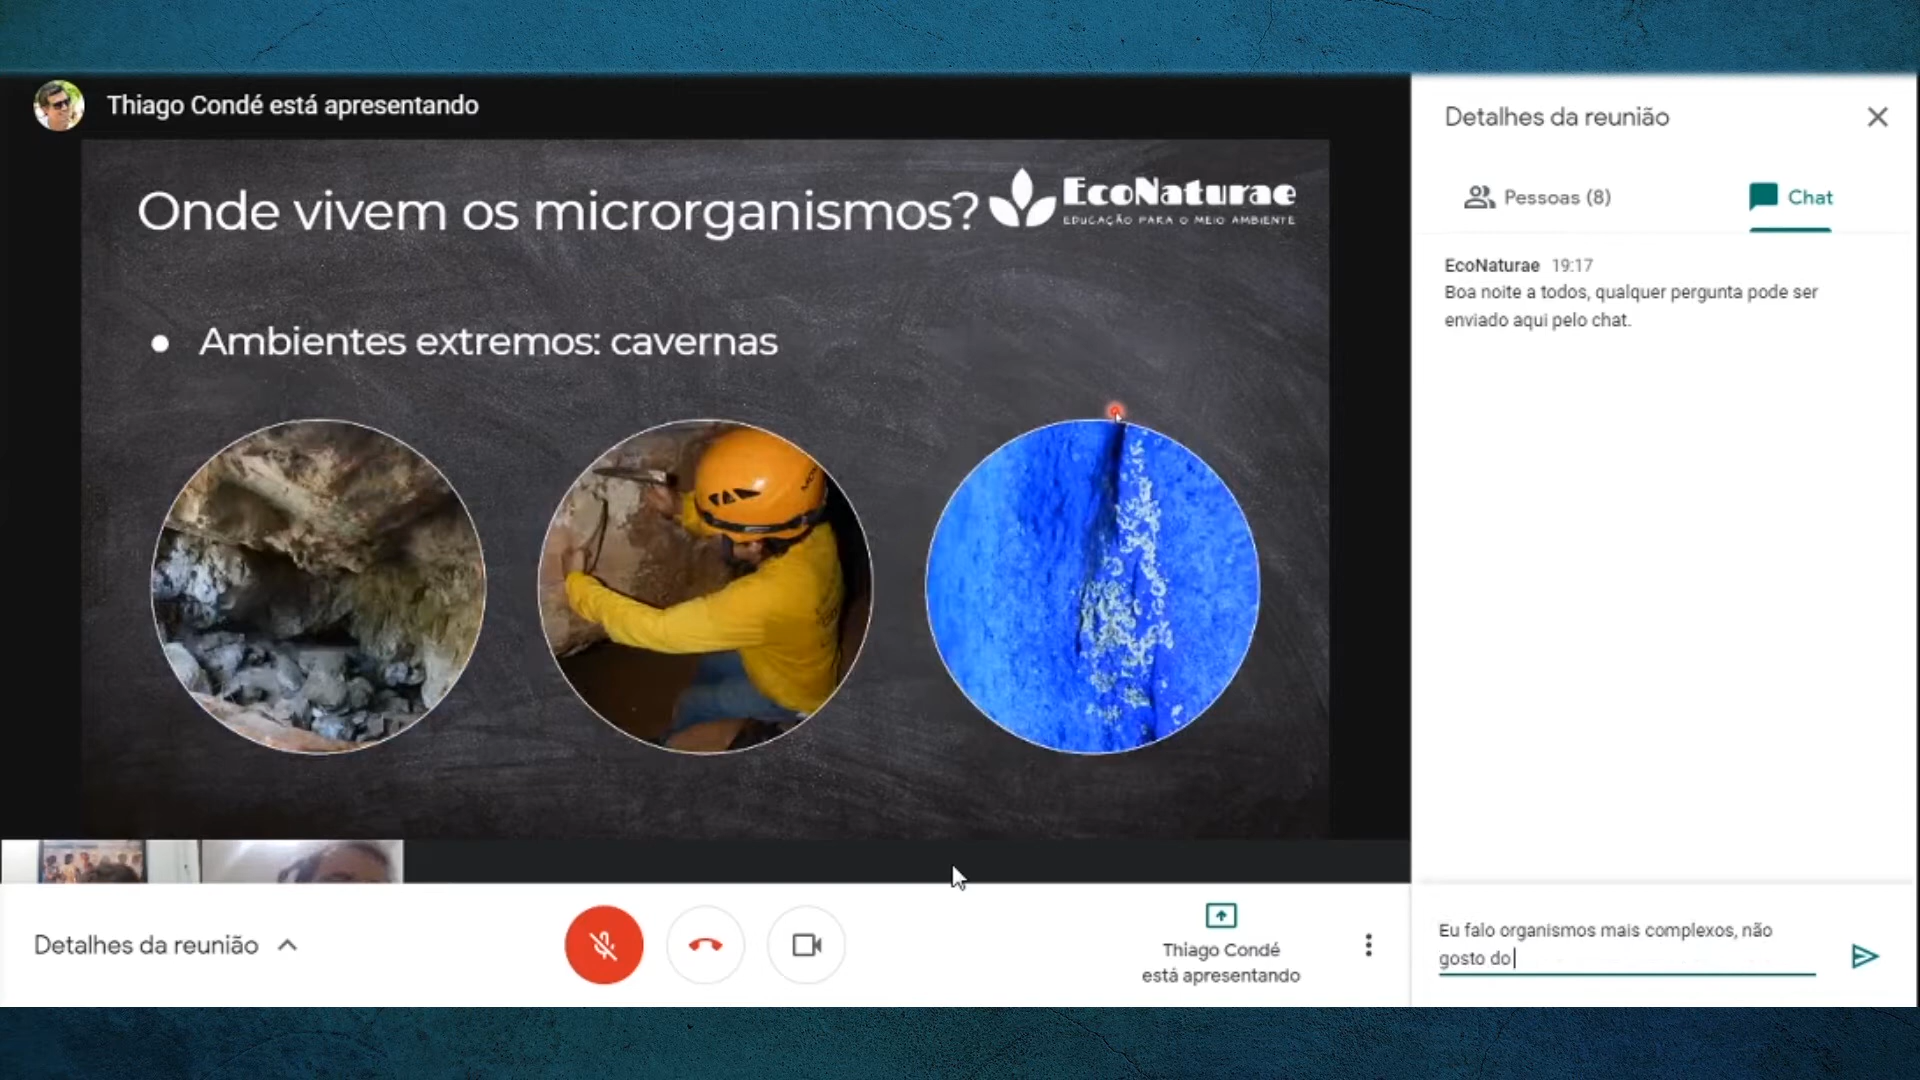 Thiago Condé está apresentando
Onde vivem os microrganismos?
EcoNaturae
EDUCAÇÃO PARA O MEIO AMBIENTE
● Ambientes extremos: cavernas
Detalhes da reunião
Pessoas (8)
Chat
EcoNaturae 19:17
Boa noite a todos, qualquer pergunta pode ser
enviado aqui pelo chat.
Detalhes da reunião
Thiago Condé
está apresentando
Eu falo organismos mais complexos, não
gosto do